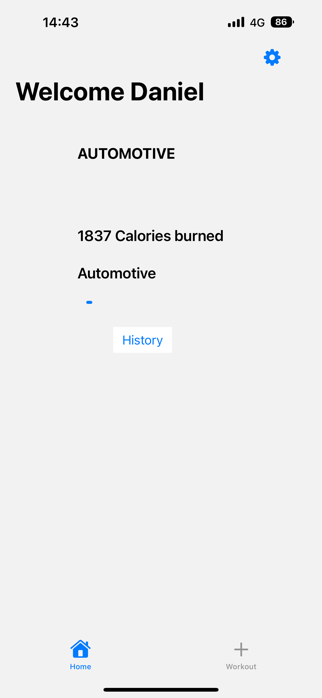 14:43
4G
86
Welcome Daniel
AUTOMOTIVE
1837 Calories burned
Automotive
-
History
Home
Workout